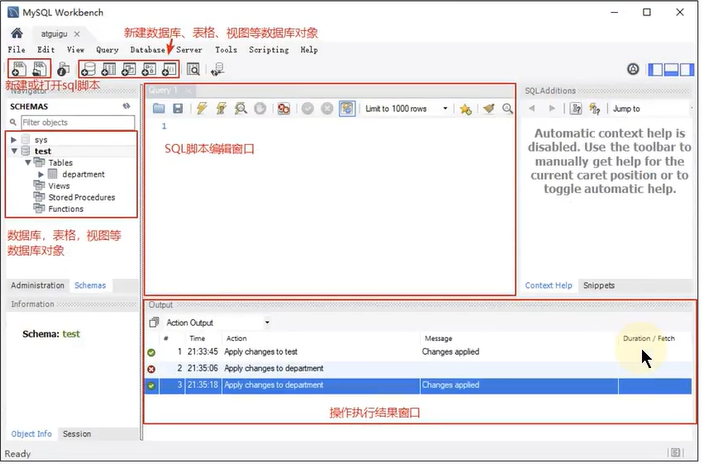 MySQL Workbench
atguigu
新建数据库、表格、视图等数据库对象
File Edit View Query Database Server Tools Scripting Help
新建或打开sql脚本
Navigator
SCHEMAS
Filter objects
sys
test
Tables
department
Views
Stored Procedures
Functions
数据库，表格，视图等
数据库对象
Administration Schemas
Information
Schema: test
Object Info Session
Query 1
Limit to 1000 rows
1
SQL脚本编辑窗口
SQLAdditions
Jump to
Automatic context help is
disabled. Use the toolbar to
manually get help for the
current caret position or to
toggle automatic help.
Context Help Snippets
Output
Action Output
# Time Action Message Duration / Fetch
1 21:33:45 Apply changes to test Changes applied
2 21:35:06 Apply changes to department
3 21:35:18 Apply changes to department Changes applied
操作执行结果窗口
Ready